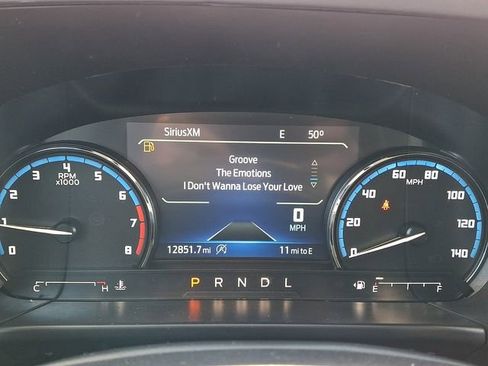 SiriusXM E 50°
Groove
The Emotions
I Don't Wanna Lose Your Love
0
MPH
12851.7 mi 11 mi to E
P R N D L
0 1 2 3 4 5 6 7 8
RPM
x1000
C H
0 20 40 60 80 100 120 140
MPH
E F